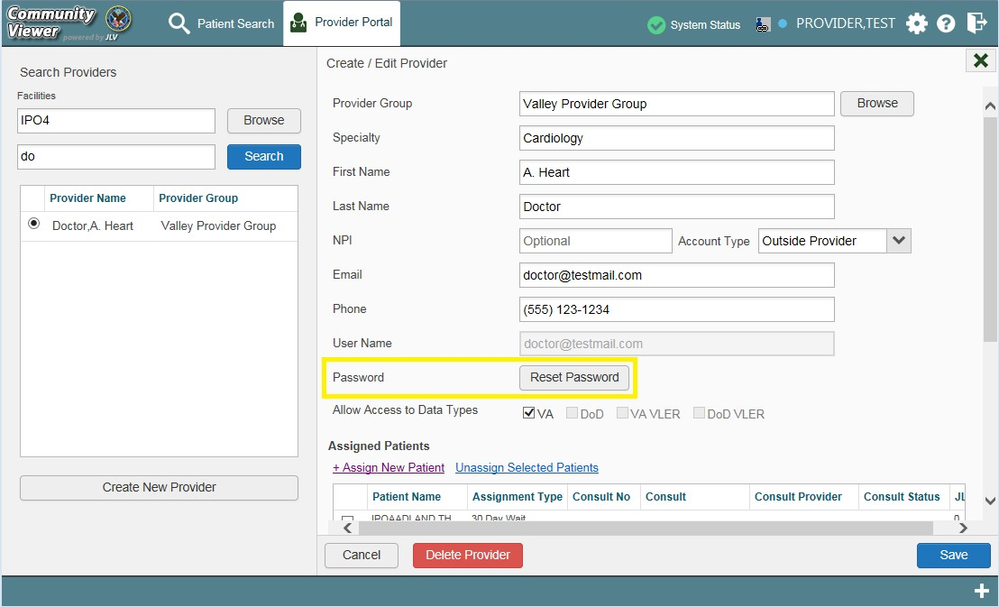 Community Viewer powered by JLV
Patient Search
Provider Portal
System Status
PROVIDER,TEST
Search Providers
Facilities
IPO4
Browse
do
Search
Provider Name Provider Group
Doctor,A. Heart Valley Provider Group
Create New Provider
Create / Edit Provider
Provider Group Valley Provider Group Browse
Specialty Cardiology
First Name A. Heart
Last Name Doctor
NPI Optional Account Type Outside Provider
Email doctor@testmail.com
Phone (555) 123-1234
User Name doctor@testmail.com
Password Reset Password
Allow Access to Data Types VA DoD VA VLER DoD VLER
Assigned Patients
+ Assign New Patient Unassign Selected Patients
Patient Name Assignment Type Consult No Consult Consult Provider Consult Status JL
30 Day Wait 0
Cancel Delete Provider Save